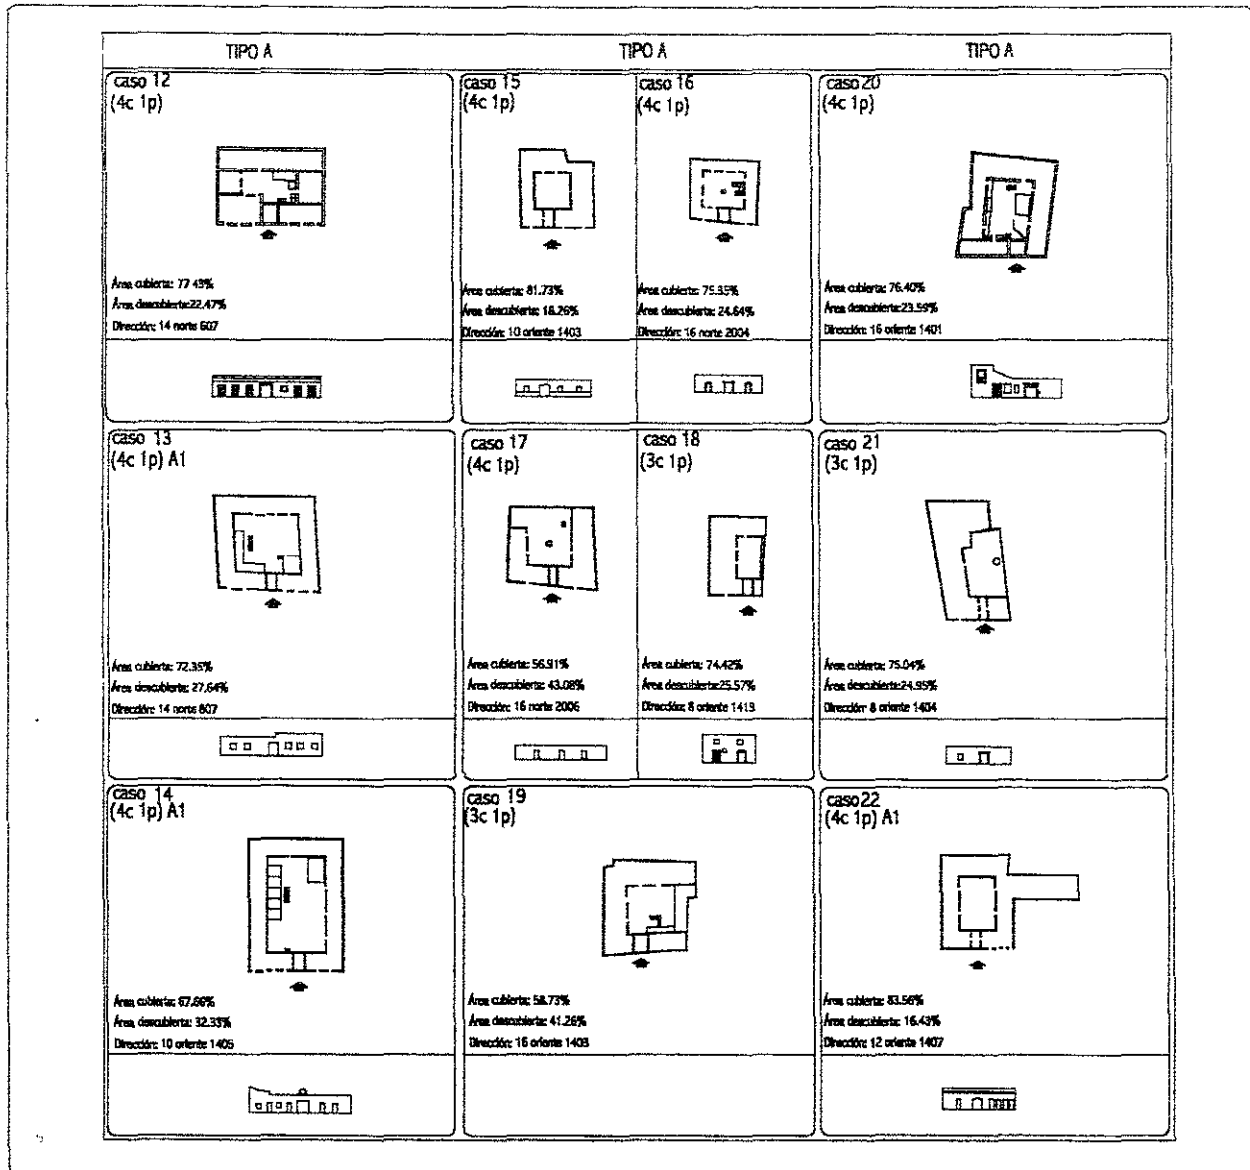 TIPO A
TIPO A
TIPO A
caso 12
(4c 1p)
Área cubierta: 77.43%
Área descubierta:22.47%
Dirección: 14 norte 607
caso 15
(4c 1p)
Área cubierta: 81.73%
Área descubierta: 18.26%
Dirección: 10 oriente 1403
caso 16
(4c 1p)
Área cubierta: 75.35%
Área descubierta: 24.64%
Dirección: 16 norte 2004
caso 20
(4c 1p)
Área cubierta: 76.40%
Área descubierta:23.59%
Dirección: 16 oriente 1401
caso 13
(4c 1p) A1
Área cubierta: 72.35%
Área descubierta: 27.64%
Dirección: 14 norte 807
caso 17
(4c 1p)
Área cubierta: 56.91%
Área descubierta: 43.08%
Dirección: 16 norte 2006
caso 18
(3c 1p)
Área cubierta: 74.42%
Área descubierta:25.57%
Dirección: 8 oriente 1413
caso 21
(3c 1p)
Área cubierta: 75.04%
Área descubierta:24.95%
Dirección: 8 oriente 1404
caso 14
(4c 1p) A1
Área cubierta: 67.66%
Área descubierta: 32.33%
Dirección: 10 oriente 1405
caso 19
(3c 1p)
Área cubierta: 58.73%
Área descubierta: 41.26%
Dirección: 16 oriente 1403
caso 22
(4c 1p) A1
Área cubierta: 83.56%
Área descubierta: 16.43%
Dirección: 12 oriente 1407